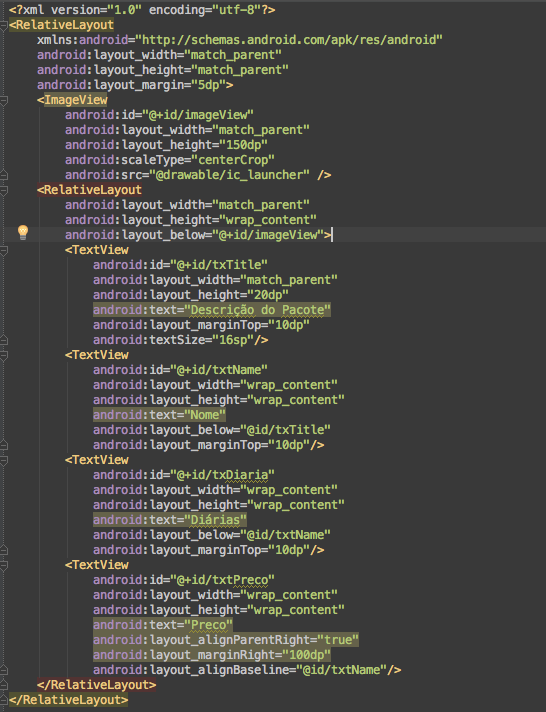 <?xml version="1.0" encoding="utf-8"?>
<RelativeLayout
    xmlns:android="http://schemas.android.com/apk/res/android"
    android:layout_width="match_parent"
    android:layout_height="match_parent"
    android:layout_margin="5dp">
    <ImageView
        android:id="@+id/imageView"
        android:layout_width="match_parent"
        android:layout_height="150dp"
        android:scaleType="centerCrop"
        android:src="@drawable/ic_launcher" />
    <RelativeLayout
        android:layout_width="match_parent"
        android:layout_height="wrap_content"
        android:layout_below="@+id/imageView">
        <TextView
            android:id="@+id/txTitle"
            android:layout_width="match_parent"
            android:layout_height="20dp"
            android:text="Descrição do Pacote"
            android:layout_marginTop="10dp"
            android:textSize="16sp"/>
        <TextView
            android:id="@+id/txtName"
            android:layout_width="wrap_content"
            android:layout_height="wrap_content"
            android:text="Nome"
            android:layout_below="@id/txTitle"
            android:layout_marginTop="10dp"/>
        <TextView
            android:id="@+id/txDiaria"
            android:layout_width="wrap_content"
            android:layout_height="wrap_content"
            android:text="Diárias"
            android:layout_below="@id/txtName"
            android:layout_marginTop="10dp"/>
        <TextView
            android:id="@+id/txtPreco"
            android:layout_width="wrap_content"
            android:layout_height="wrap_content"
            android:text="Preco"
            android:layout_alignParentRight="true"
            android:layout_marginRight="100dp"
            android:layout_alignBaseline="@id/txtName"/>
    </RelativeLayout>
</RelativeLayout>